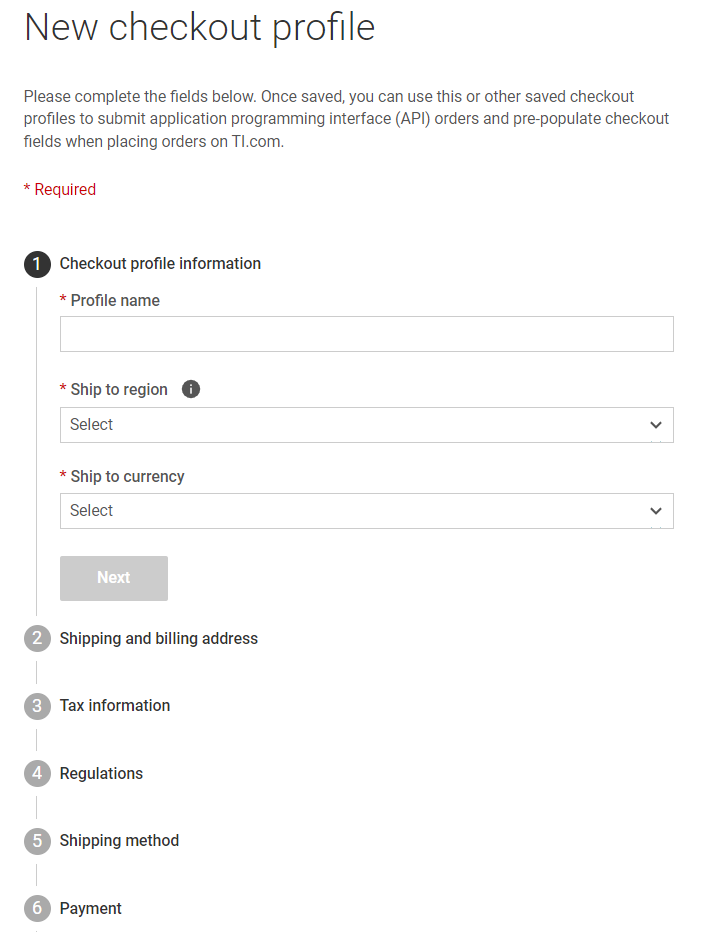 New checkout profile
Please complete the fields below. Once saved, you can use this or other saved checkout
profiles to submit application programming interface (API) orders and pre-populate checkout
fields when placing orders on TI.com.
* Required
1 Checkout profile information
* Profile name
* Ship to region i
Select
* Ship to currency
Select
Next
2 Shipping and billing address
3 Tax information
4 Regulations
5 Shipping method
6 Payment